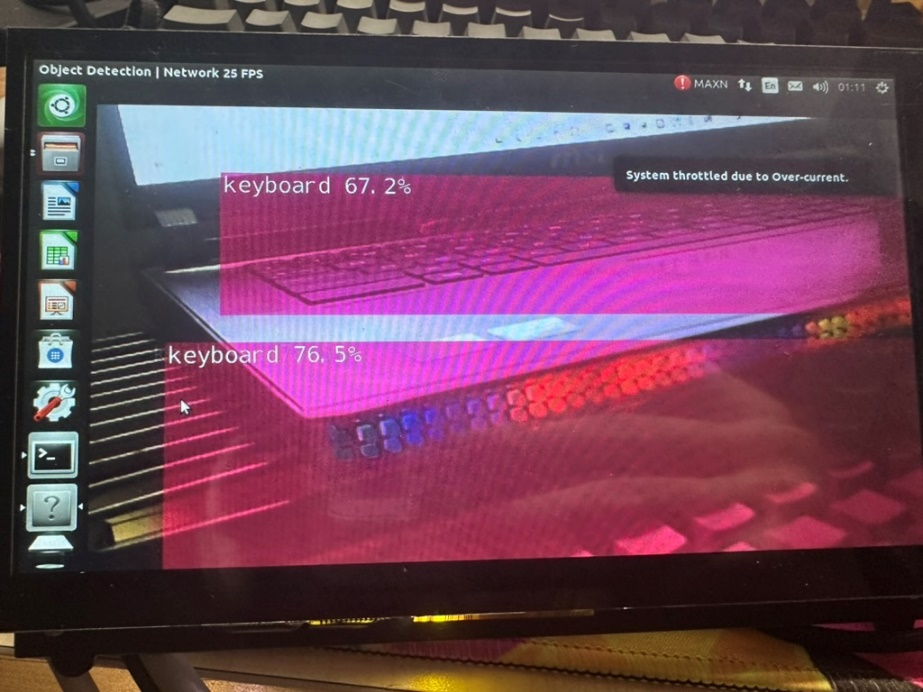 Object Detection | Network 25 FPS
MAXN
En
01:11
System throttled due to Over-current.
keyboard 67.2%
keyboard 76.5%